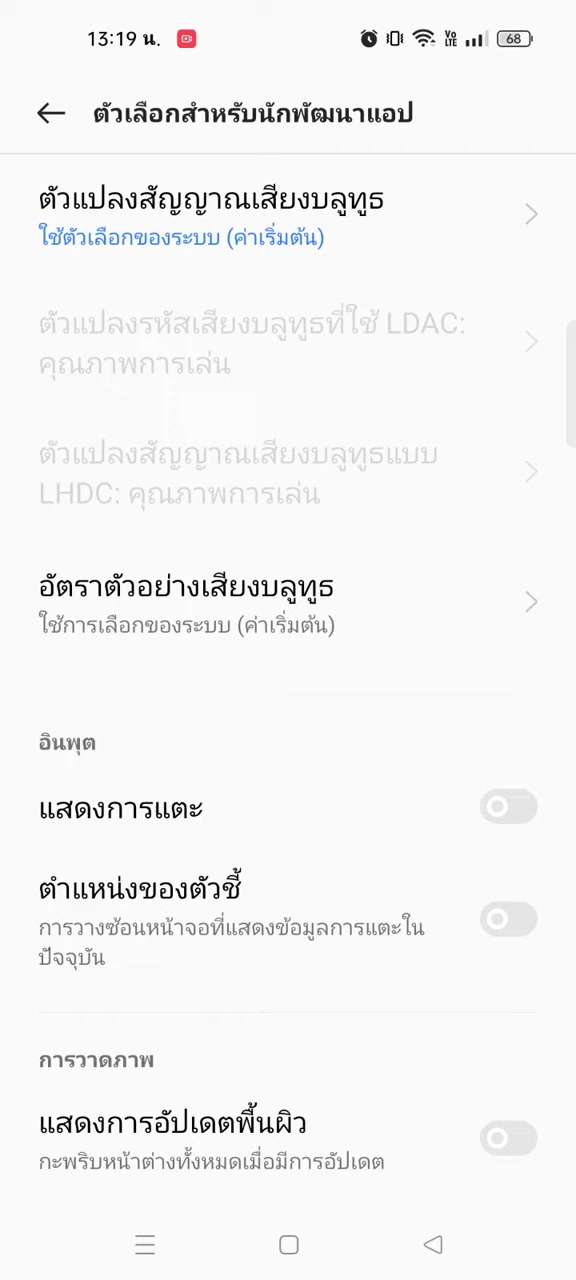 13:19 น.
VoLTE
68
ตัวเลือกสำหรับนักพัฒนาแอป
ตัวแปลงสัญญาณเสียงบลูทูธ
ใช้ตัวเลือกของระบบ (ค่าเริ่มต้น)
ตัวแปลงรหัสเสียงบลูทูธที่ใช้ LDAC:
คุณภาพการเล่น
ตัวแปลงสัญญาณเสียงบลูทูธแบบ
LHDC: คุณภาพการเล่น
อัตราตัวอย่างเสียงบลูทูธ
ใช้การเลือกของระบบ (ค่าเริ่มต้น)
อินพุต
แสดงการแตะ
ตำแหน่งของตัวชี้
การวางซ้อนหน้าจอที่แสดงข้อมูลการแตะใน
ปัจจุบัน
การวาดภาพ
แสดงการอัปเดตพื้นผิว
กะพริบหน้าต่างทั้งหมดเมื่อมีการอัปเดต